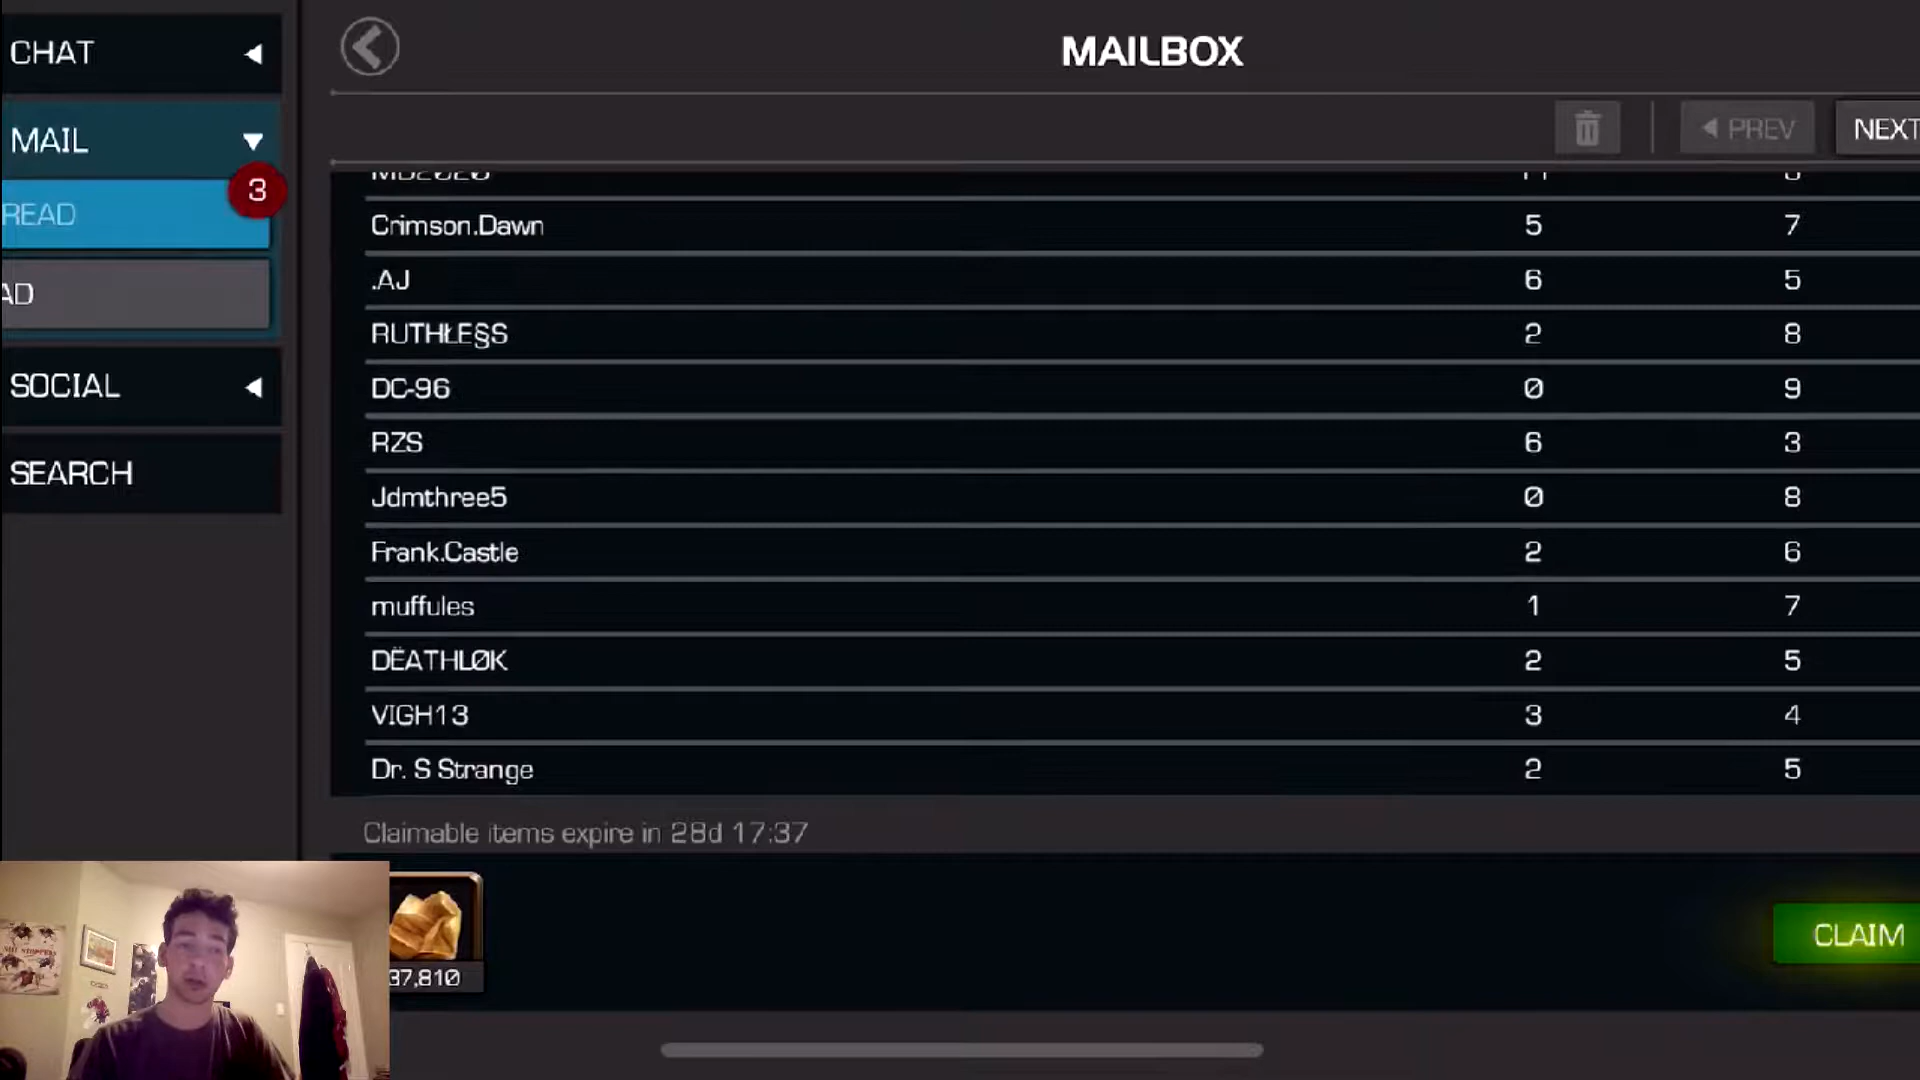 CHAT
MAILBOX
MAIL
PREV
NEXT
3
READ
Crimson.Dawn 5 7
.AJ 6 5
AD
RUTHŁE§S 2 8
SOCIAL
DC-96 0 9
RZS 6 3
SEARCH
Jdmthree5 0 8
Frank.Castle 2 6
muffules 1 7
DËATHLØK 2 5
VIGH13 3 4
Dr. S Strange 2 5
Claimable items expire in 28d 17:37
CLAIM
37,810